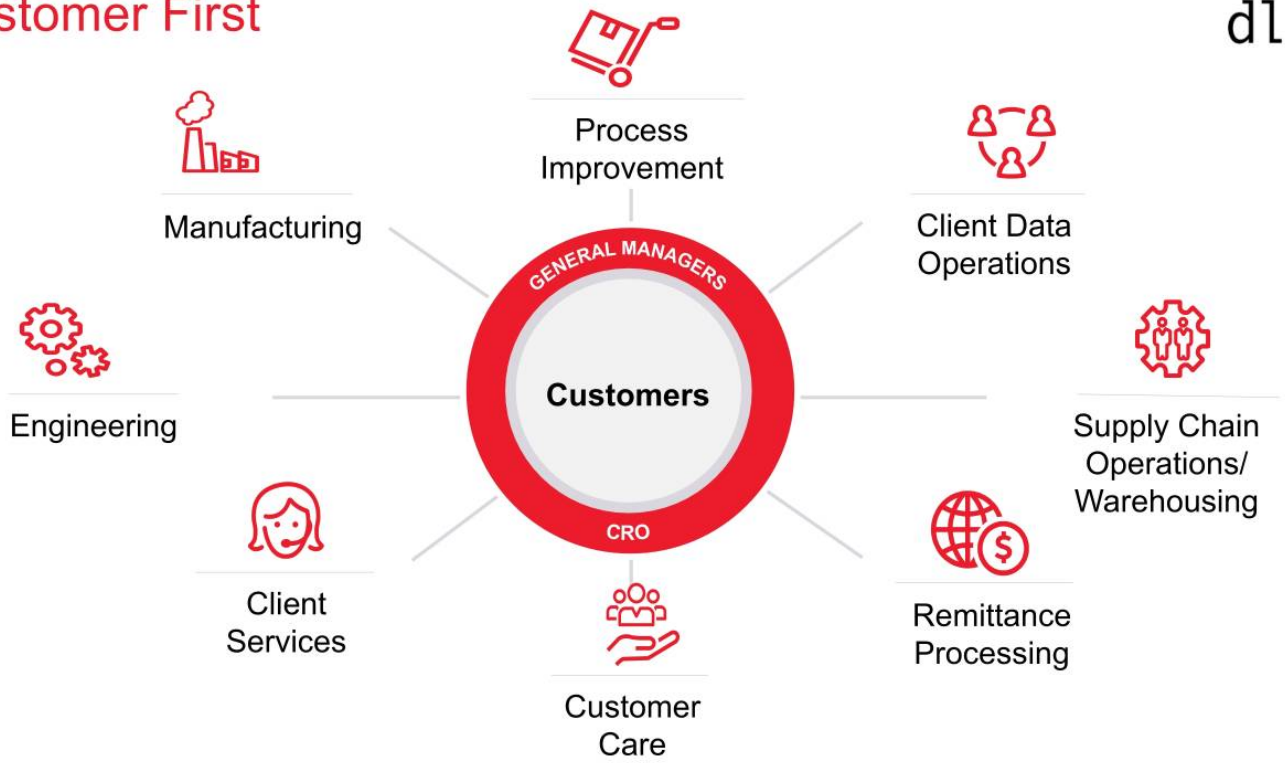 stomer First
dl
Process
Improvement
Manufacturing
Client Data
Operations
GENERAL MANAGERS
Customers
CRO
Engineering
Supply Chain
Operations/
Warehousing
$
Client
Services
Remittance
Processing
Customer
Care